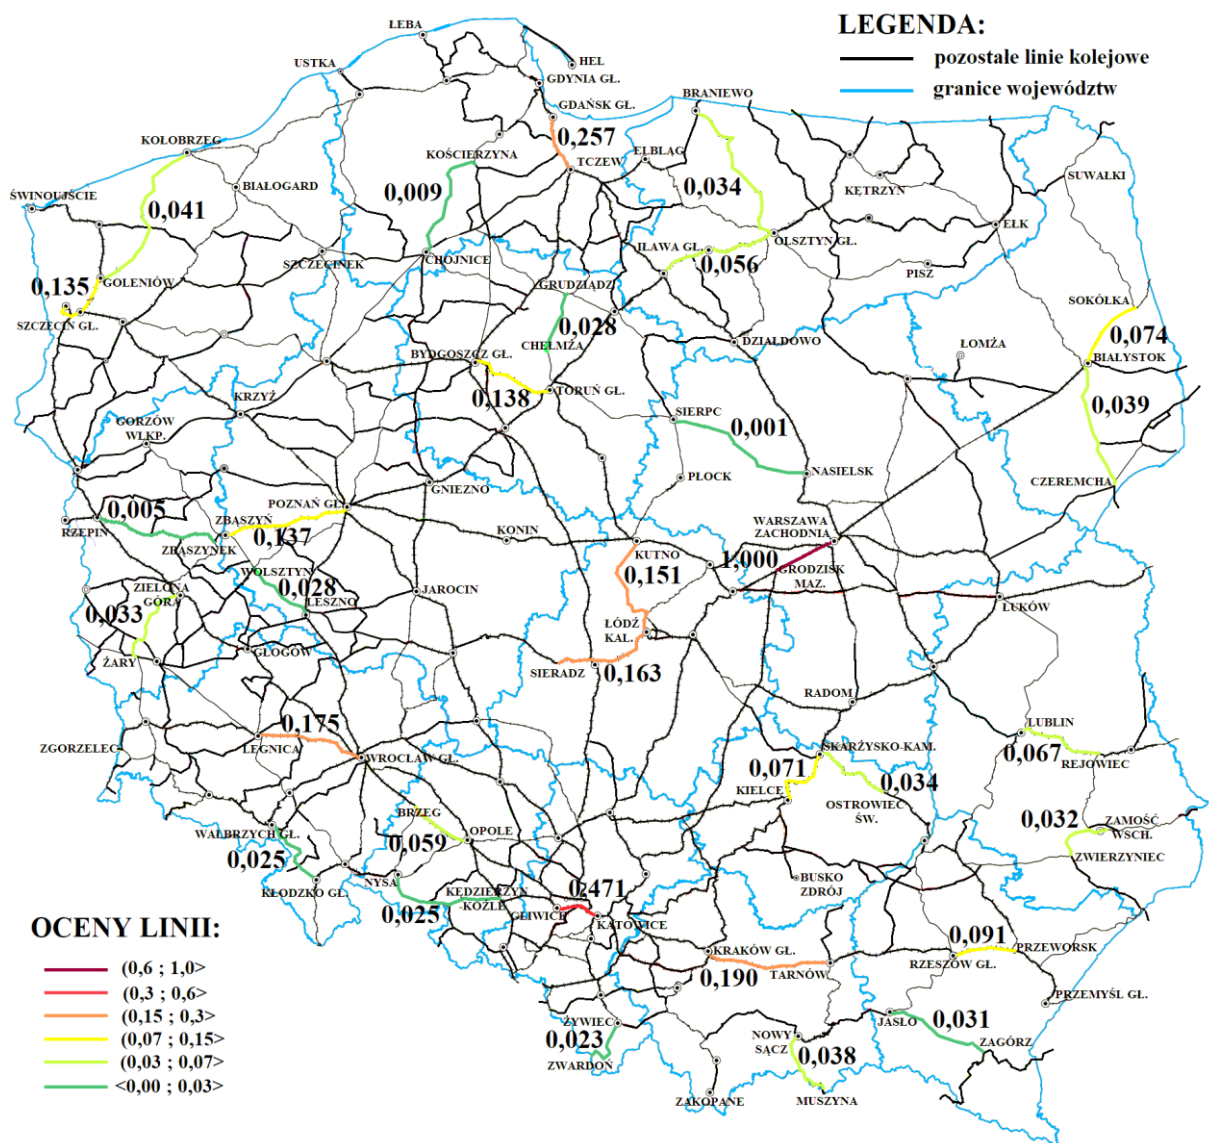 ŁEBA
LEGENDA:
pozostałe linie kolejowe
granice województw
USTKA
HEL
GDYNIA GŁ.
GDAŃSK GŁ.
BRANIEWO
0,257
KOŁOBRZEG
KOŚCIERZYNA
TCZEW
ELBLĄG
KĘTRZYN
SUWAŁKI
ŚWINOUJŚCIE
BIAŁOGARD
0,009
0,034
0,041
EŁK
OLSZTYN GŁ.
IŁAWA GŁ.
SZCZECINEK
CHOJNICE
0,056
PISZ
0,135
GOLENIÓW
GRUDZIĄDZ
SOKÓŁKA
SZCZECIN GŁ.
0,028
0,074
CHEŁMŻA
DZIAŁDOWO
ŁOMŻA
BYDGOSZCZ GŁ.
BIAŁYSTOK
KRZYŻ
0,138
TORUŃ GŁ.
0,039
SIERPC
0,001
GORZÓW
WLKP.
NASIELSK
PŁOCK
CZEREMCHA
GNIEZNO
POZNAŃ GŁ.
0,005
ZBĄSZYŃ
RZEPIN
0,137
KONIN
WARSZAWA
ZACHODNIA
ZBĄSZYNEK
KUTNO
1,000
WOLSZTYN
0,151
GRODZISK
MAZ.
ZIELONA
GÓRA
0,028
JAROCIN
0,033
LESZNO
ŁUKÓW
ŁÓDŹ
KAL.
GŁOGÓW
ŻARY
SIERADZ
0,163
RADOM
0,175
LUBLIN
ZGORZELEC
LEGNICA
WROCŁAW GŁ.
SKARŻYSKO-KAM.
0,067
REJOWIEC
0,071
0,034
KIELCE
OSTROWIEC
ŚW.
BRZEG
0,032
ZAMOŚĆ
WSCH.
WAŁBRZYCH GŁ.
OPOLE
0,059
0,025
ZWIERZYNIEC
KŁODZKO GŁ.
NYSA
BUSKO
ZDRÓJ
KĘDZIERZYN
KOŹLE
0,471
0,025
GLIWICE
KATOWICE
OCENY LINII:
0,091
KRAKÓW GŁ.
PRZEWORSK
RZESZÓW GŁ.
(0,6 ; 1,0>
0,190
TARNÓW
(0,3 ; 0,6>
PRZEMYŚL GŁ.
(0,15 ; 0,3>
ŻYWIEC
JASŁO
0,031
(0,07 ; 0,15>
0,023
NOWY
SĄCZ
ZAGÓRZ
(0,03 ; 0,07>
ZWARDOŃ
0,038
<0,00 ; 0,03>
ZAKOPANE
MUSZYNA